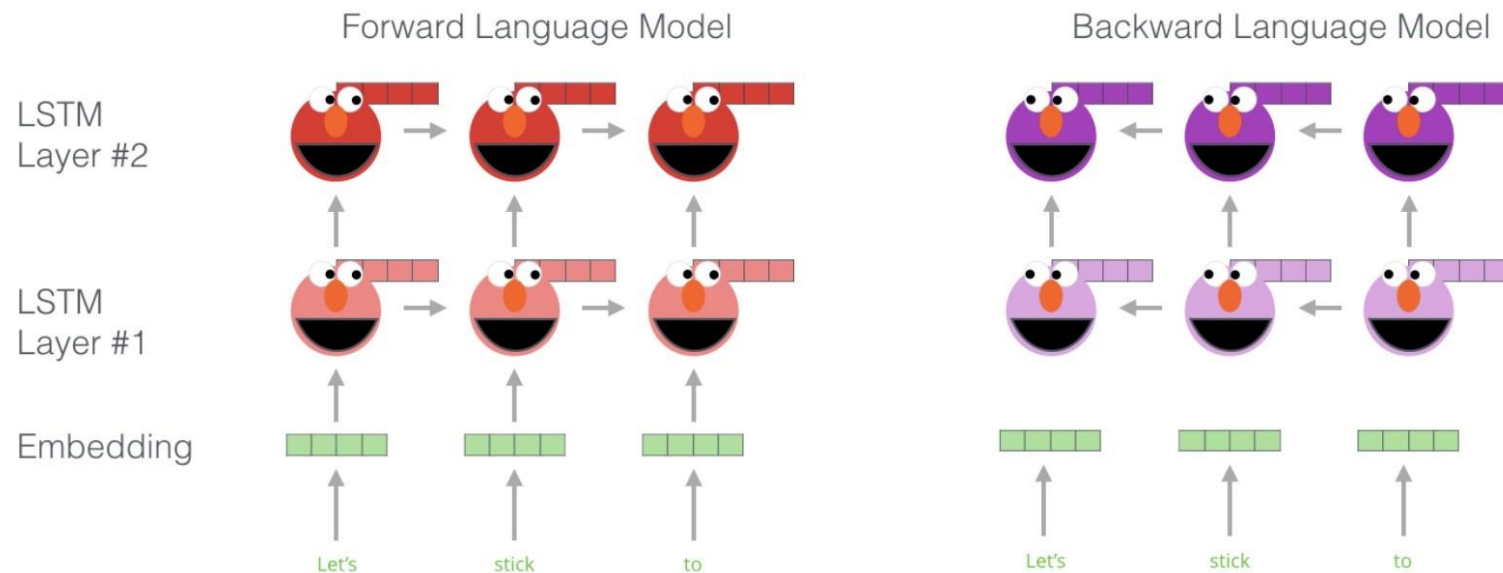 Forward Language Model
Backward Language Model
LSTM
Layer #2
LSTM
Layer #1
Embedding
Let's
stick
to
Let's
stick
to